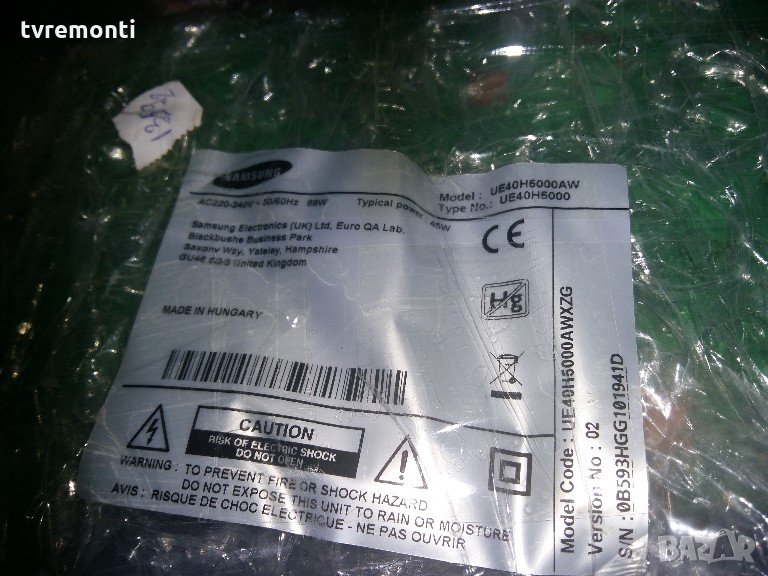 tvremonti
SAMSUNG
Model : UE40H5000AW
Type No.: UE40H5000
AC220-240V~ 50/60Hz 88W Typical power : 45W
Samsung Electronics (UK) Ltd, Euro QA Lab.
Blackbushe Business Park
Saxony Way, Yateley, Hampshire
GU46 6GG United Kingdom
CE
Hg
MADE IN HUNGARY
CAUTION
RISK OF ELECTRIC SHOCK
DO NOT OPEN
WARNING : TO PREVENT FIRE OR SHOCK HAZARD
DO NOT EXPOSE THIS UNIT TO RAIN OR MOISTURE
AVIS : RISQUE DE CHOC ELECTRIQUE - NE PAS OUVRIR
Model Code : UE40H5000AWXZG
Version No : 02
S/N : 0B593HGG101941D
BAZAR